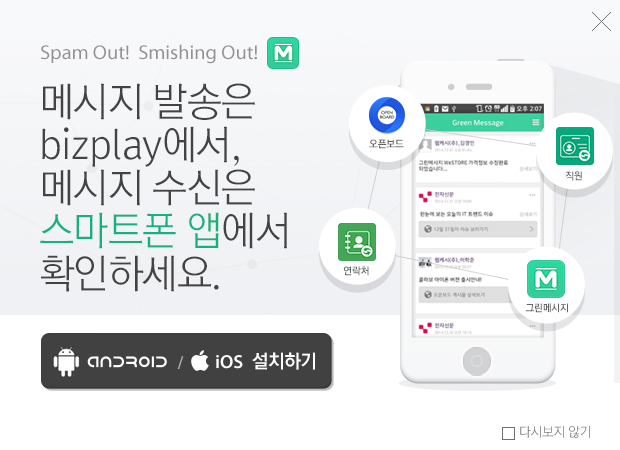 Spam Out! Smishing Out!
메시지 발송은
bizplay에서,
메시지 수신은
스마트폰 앱에서
확인하세요.
ANDROID / iOS 설치하기
오후 2:07
Green Message
OPEN
BOARD
오픈보드
직원
연락처
그린메시지
웹케시(주), 김경민
그린메시지 WeSTORE 가격정보 수정완료
되었습니다...
전자신문
한눈에 보는 오늘의 IT 트렌드 이슈
12월 31일자 이슈 보러가기
웹케시(주), 이학준
콜라보 아이폰 버젼 출시안내!
오픈보드 게시물 상세보기
전자신문
다시보지 않기